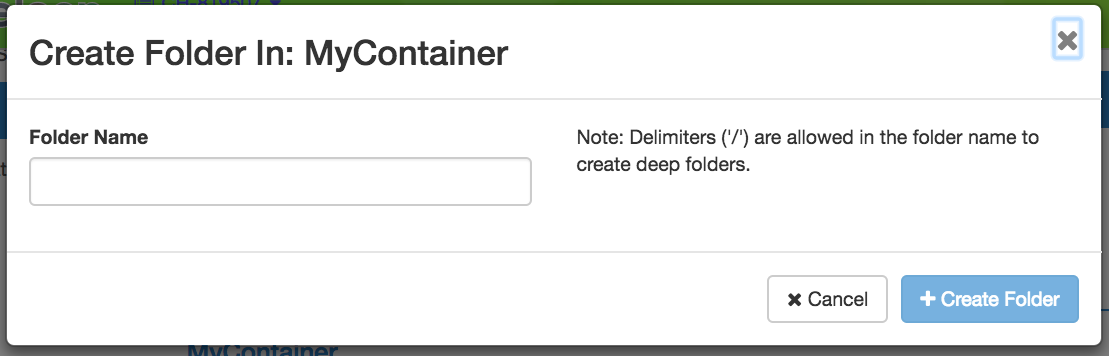 Create Folder In: MyContainer
Folder Name
Note: Delimiters ('/') are allowed in the folder name to
create deep folders.
Cancel
Create Folder
MyContainer